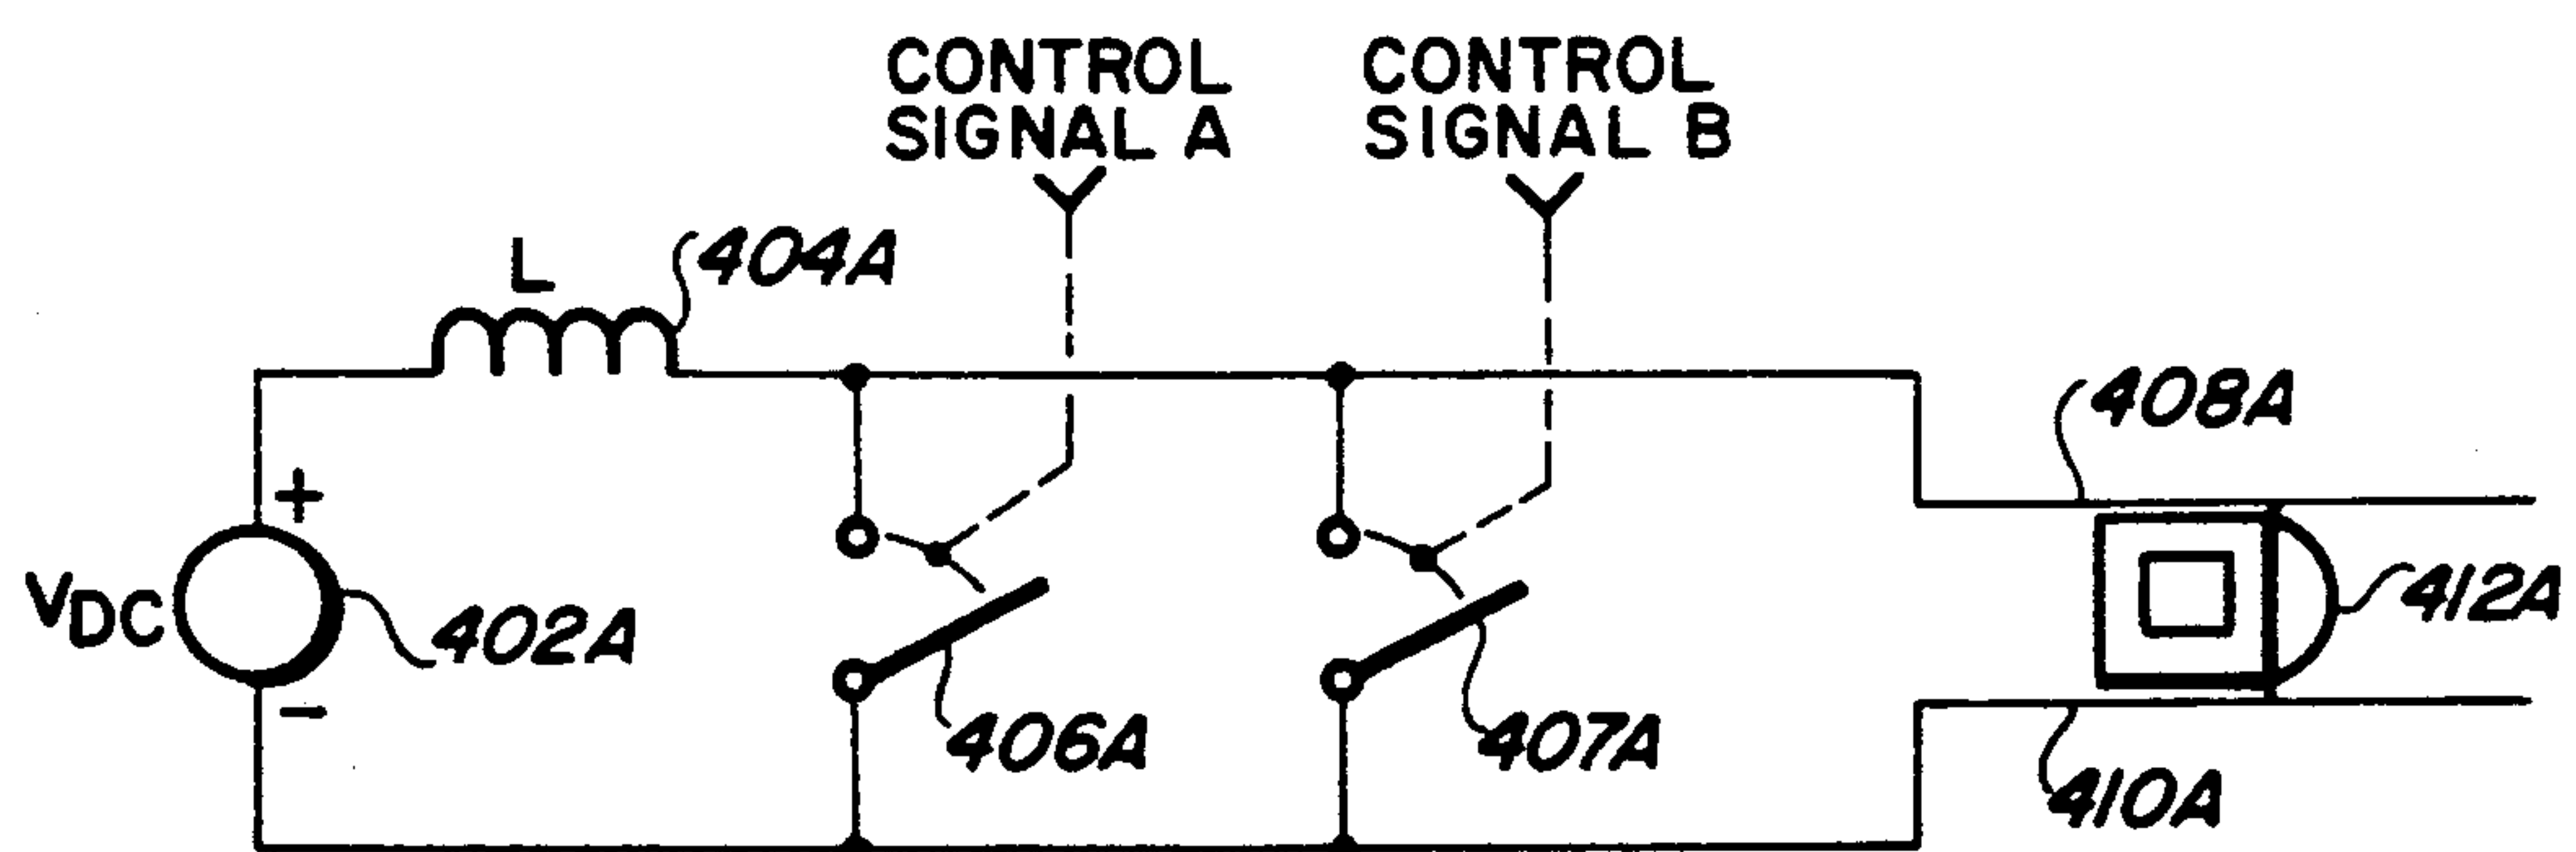 CONTROL
SIGNAL A
CONTROL
SIGNAL B
L
404A
408A
+
VDC
402A
412A
−
406A
407A
410A